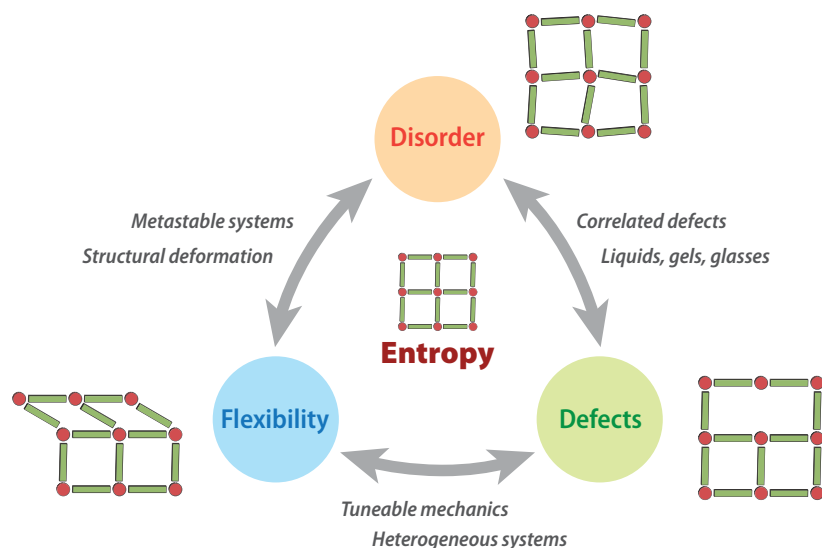 Disorder
Metastable systems
Structural deformation
Correlated defects
Liquids, gels, glasses
Entropy
Flexibility
Defects
Tuneable mechanics
Heterogeneous systems